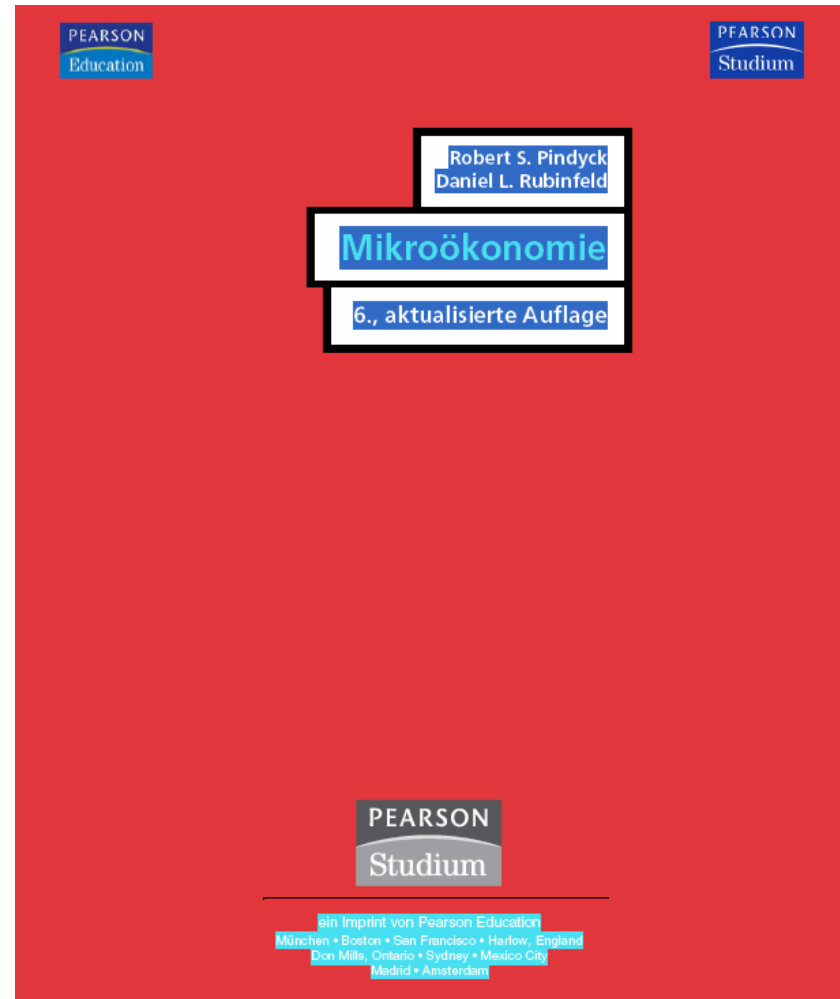 PEARSON
Education
PEARSON
Studium
Robert S. Pindyck
Daniel L. Rubinfeld
Mikroökonomie
6., aktualisierte Auflage
PEARSON
Studium
ein Imprint von Pearson Education
München • Boston • San Francisco • Harlow, England
Don Mills, Ontario • Sydney • Mexico City
Madrid • Amsterdam